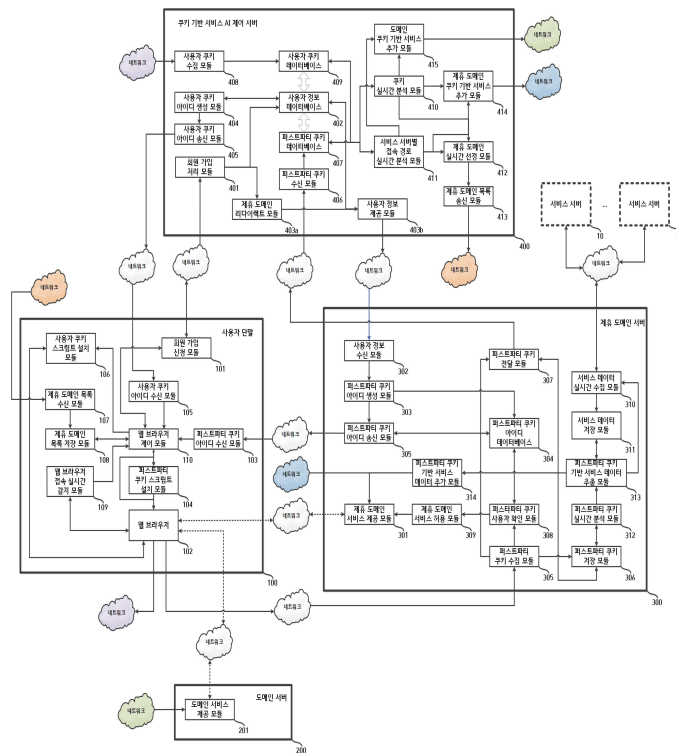 쿠키 기반 서비스 AI 제어 서버
네트워크
사용자 쿠키
수집 모듈
408
사용자 쿠키
데이터베이스
409
도메인
쿠키 기반 서비스
추가 모듈
415
네트워크
사용자 쿠키
아이디 생성 모듈
404
사용자 정보
데이터베이스
402
쿠키
실시간 분석 모듈
410
제휴 도메인
쿠키 기반 서비스
추가 모듈
414
네트워크
사용자 쿠키
아이디 송신 모듈
405
퍼스트파티 쿠키
데이터베이스
407
서비스 서버별
접속 경로
실시간 분석 모듈
411
제휴 도메인
실시간 선정 모듈
412
회원 가입
처리 모듈
401
퍼스트파티 쿠키
수신 모듈
406
제휴 도메인
리다이렉트 모듈
403a
사용자 정보
제공 모듈
403b
제휴 도메인 목록
송신 모듈
413
400
서비스 서버
10
...
서비스 서버
네트워크
네트워크
네트워크
네트워크
네트워크
네트워크
네트워크
사용자 단말
사용자 쿠키
스크립트 설치
모듈
106
회원 가입
신청 모듈
101
제휴 도메인 목록
수신 모듈
107
사용자 쿠키
아이디 수신 모듈
105
제휴 도메인
목록 저장 모듈
108
웹 브라우저
제어 모듈
110
퍼스트파티 쿠키
아이디 수신 모듈
103
웹 브라우저
접속 실시간
감지 모듈
109
퍼스트파티
쿠키 스크립트
설치 모듈
104
웹 브라우저
102
100
네트워크
네트워크
네트워크
제휴 도메인 서버
사용자 정보
수신 모듈
302
퍼스트파티 쿠키
전달 모듈
307
서비스 데이터
실시간 수집 모듈
310
퍼스트파티 쿠키
아이디 생성 모듈
303
퍼스트파티 쿠키
아이디 송신 모듈
305
퍼스트파티 쿠키
아이디
데이터베이스
304
서비스 데이터
저장 모듈
311
퍼스트파티 쿠키
기반 서비스
데이터 추가 모듈
314
퍼스트파티 쿠키
기반 서비스 데이터
추출 모듈
313
제휴 도메인
서비스 제공 모듈
301
제휴 도메인
서비스 허용 모듈
309
퍼스타파티 쿠키
사용자 확인 모듈
308
퍼스트파티 쿠키
실시간 분석 모듈
312
퍼스트파티
쿠키 수집 모듈
305
퍼스트파티 쿠키
저장 모듈
306
300
네트워크
네트워크
네트워크
도메인 서버
네트워크
도메인 서비스
제공 모듈
201
200